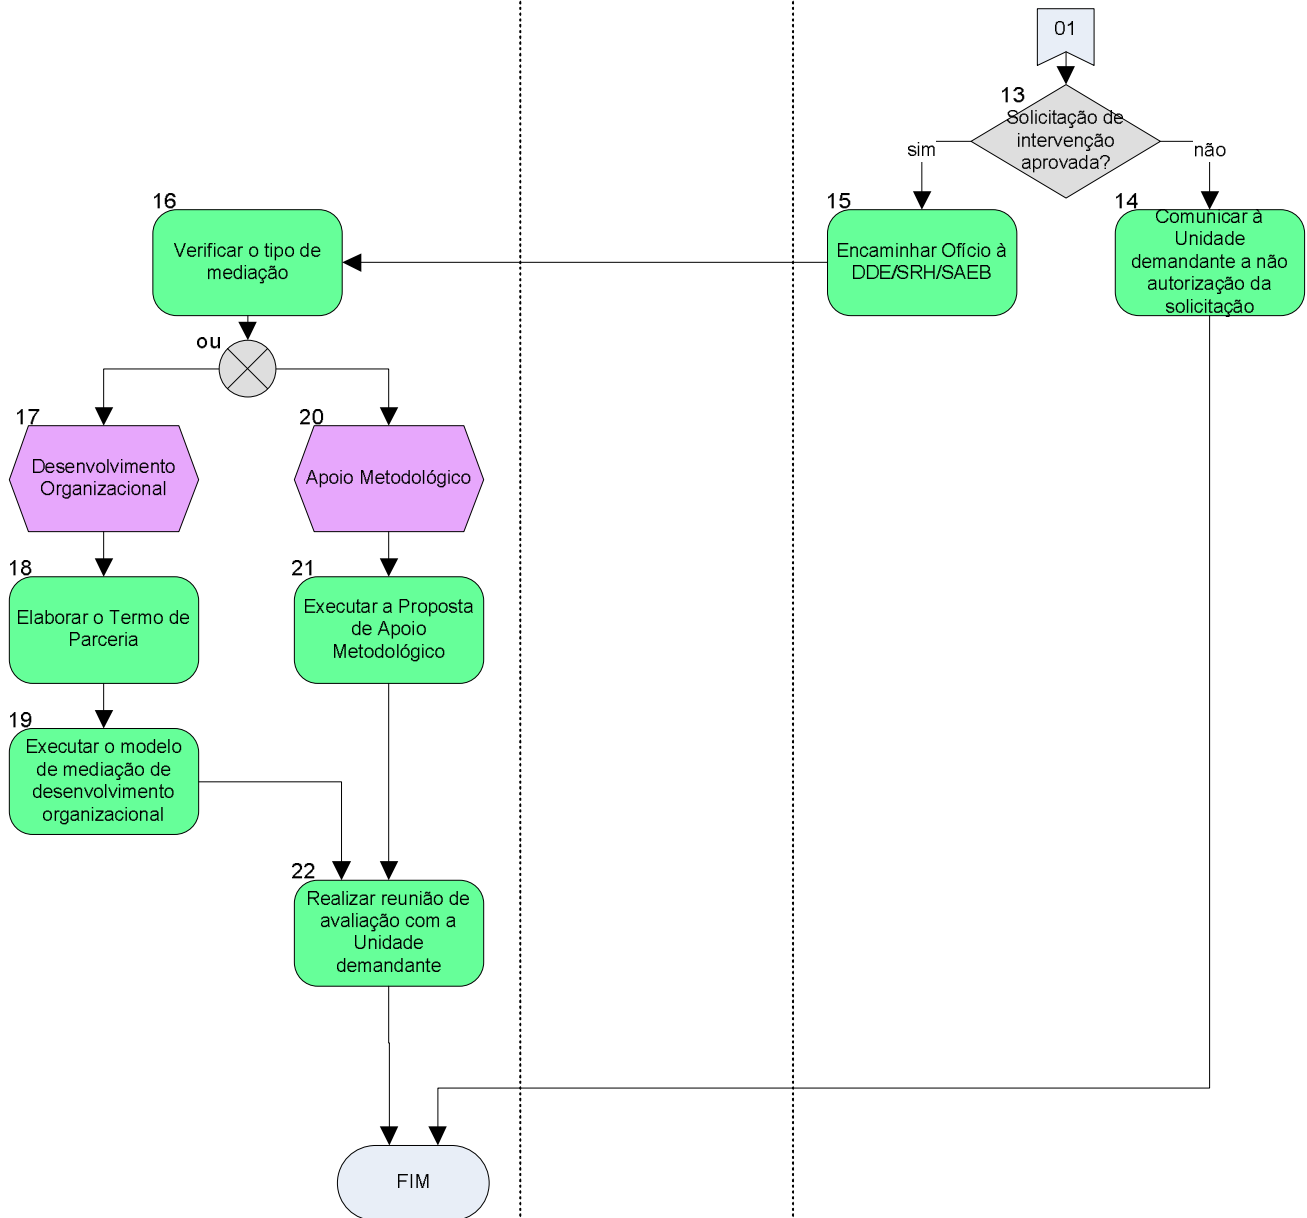 01
13
Solicitação de
intervenção
aprovada?
sim
não
16
Verificar o tipo de
mediação
15
Encaminhar Ofício à
DDE/SRH/SAEB
14
Comunicar à
Unidade
demandante a não
autorização da
solicitação
ou
17
Desenvolvimento
Organizacional
20
Apoio Metodológico
18
Elaborar o Termo de
Parceria
21
Executar a Proposta
de Apoio
Metodológico
19
Executar o modelo
de mediação de
desenvolvimento
organizacional
22
Realizar reunião de
avaliação com a
Unidade
demandante
FIM